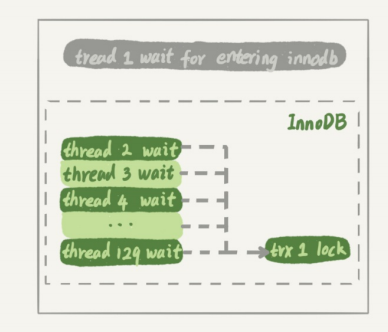 tread 1 wait for entering innodb
InnoDB
thread 2 wait
thread 3 wait
thread 4 wait
...
thread 129 wait
trx 1 lock